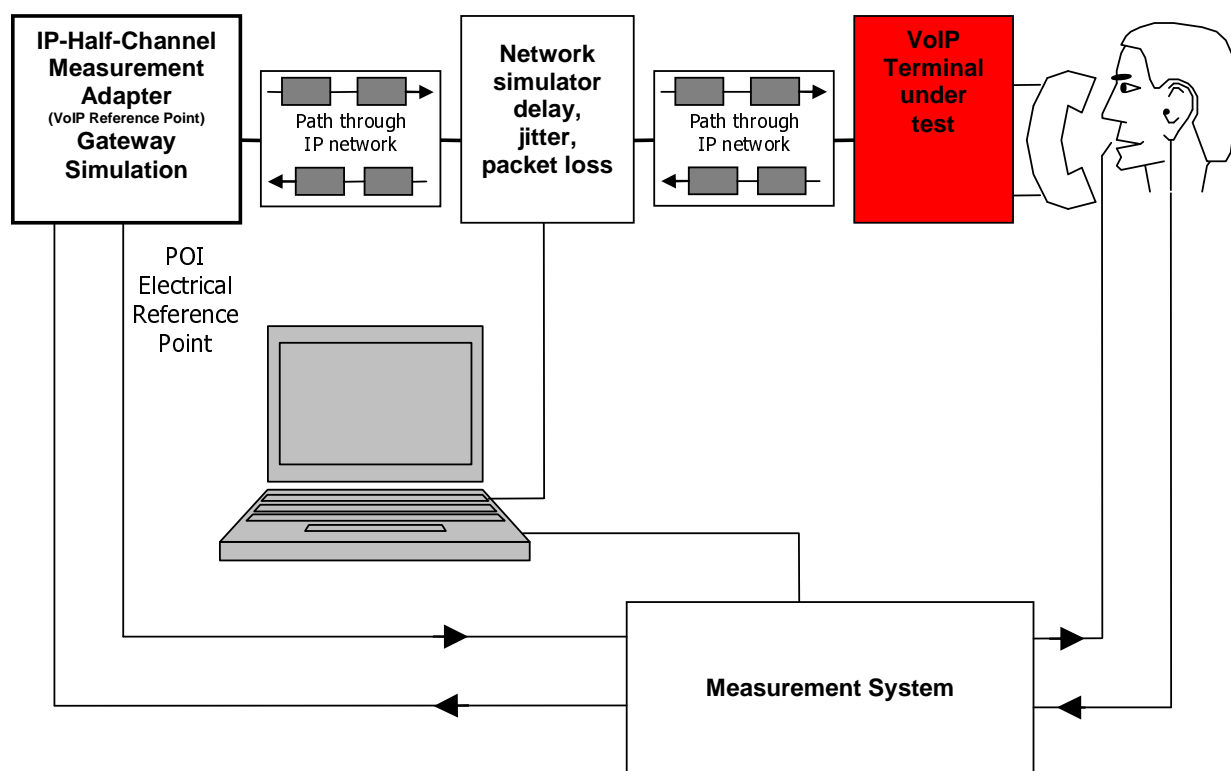 IP-Half-Channel
Measurement
Adapter
(VoIP Reference Point)
Gateway
Simulation
Path through
IP network
Network
simulator
delay,
jitter,
packet loss
Path through
IP network
VoIP
Terminal
under
test
POI
Electrical
Reference
Point
Measurement System